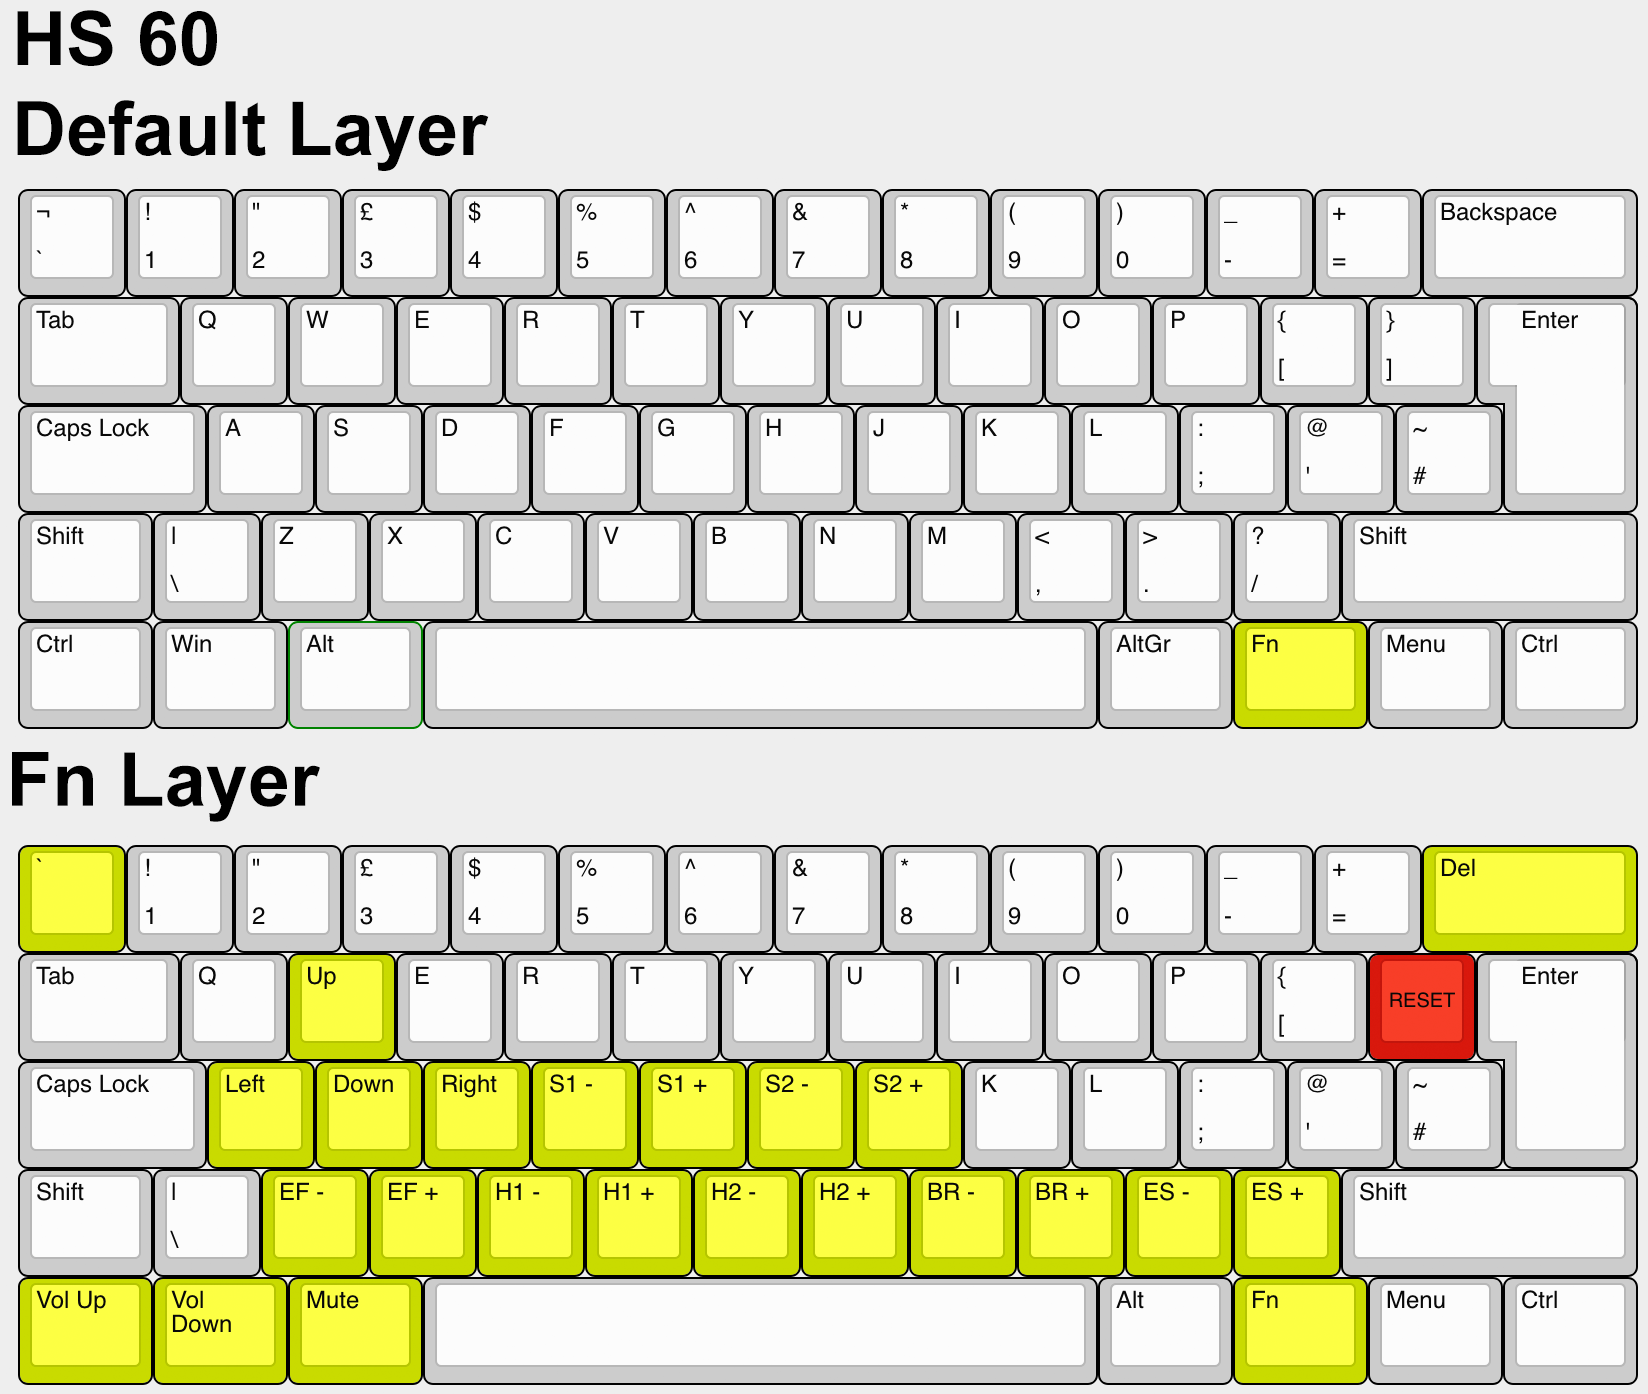 HS 60
Default Layer
¬ ! " £ $ % ^ & * ( ) _ + Backspace
` 1 2 3 4 5 6 7 8 9 0 - =
Tab Q W E R T Y U I O P { } Enter
[ ]
Caps Lock A S D F G H J K L : @ ~
; ' #
Shift | Z X C V B N M < > ? Shift
\ , . /
Ctrl Win Alt AltGr Fn Menu Ctrl
Fn Layer
` ! " £ $ % ^ & * ( ) _ + Del
1 2 3 4 5 6 7 8 9 0 - =
Tab Q Up E R T Y U I O P { RESET Enter
[
Caps Lock Left Down Right S1 - S1 + S2 - S2 + K L : @ ~
; ' #
Shift | EF - EF + H1 - H1 + H2 - H2 + BR - BR + ES - ES + Shift
\
Vol Up Vol Mute Alt Fn Menu Ctrl
Down